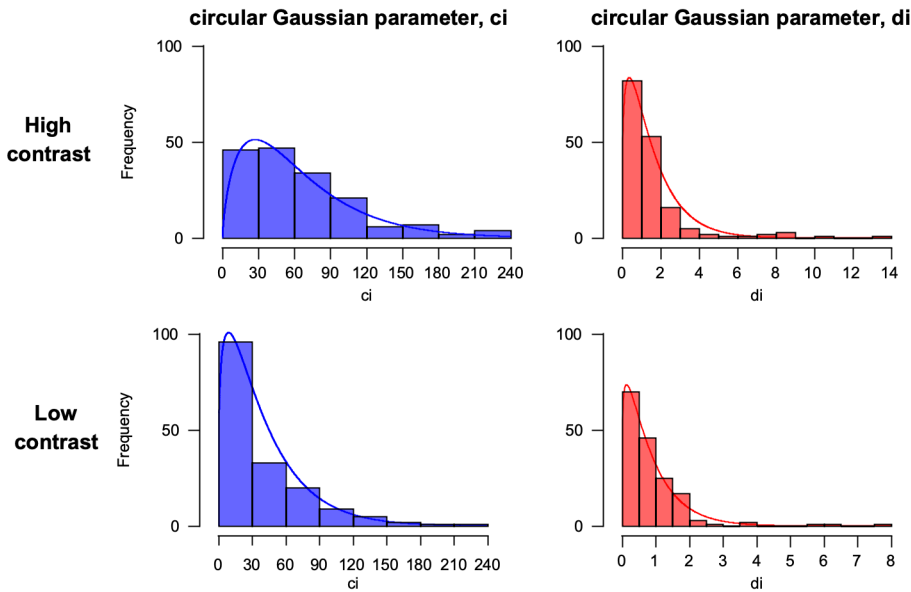 circular Gaussian parameter, ci
circular Gaussian parameter, di
High
contrast
Frequency
100
50
0
0 30 60 90 120 150 180 210 240
ci
100
50
0
0 2 4 6 8 10 12 14
di
Low
contrast
Frequency
100
50
0
0 30 60 90 120 150 180 210 240
ci
100
50
0
0 1 2 3 4 5 6 7 8
di